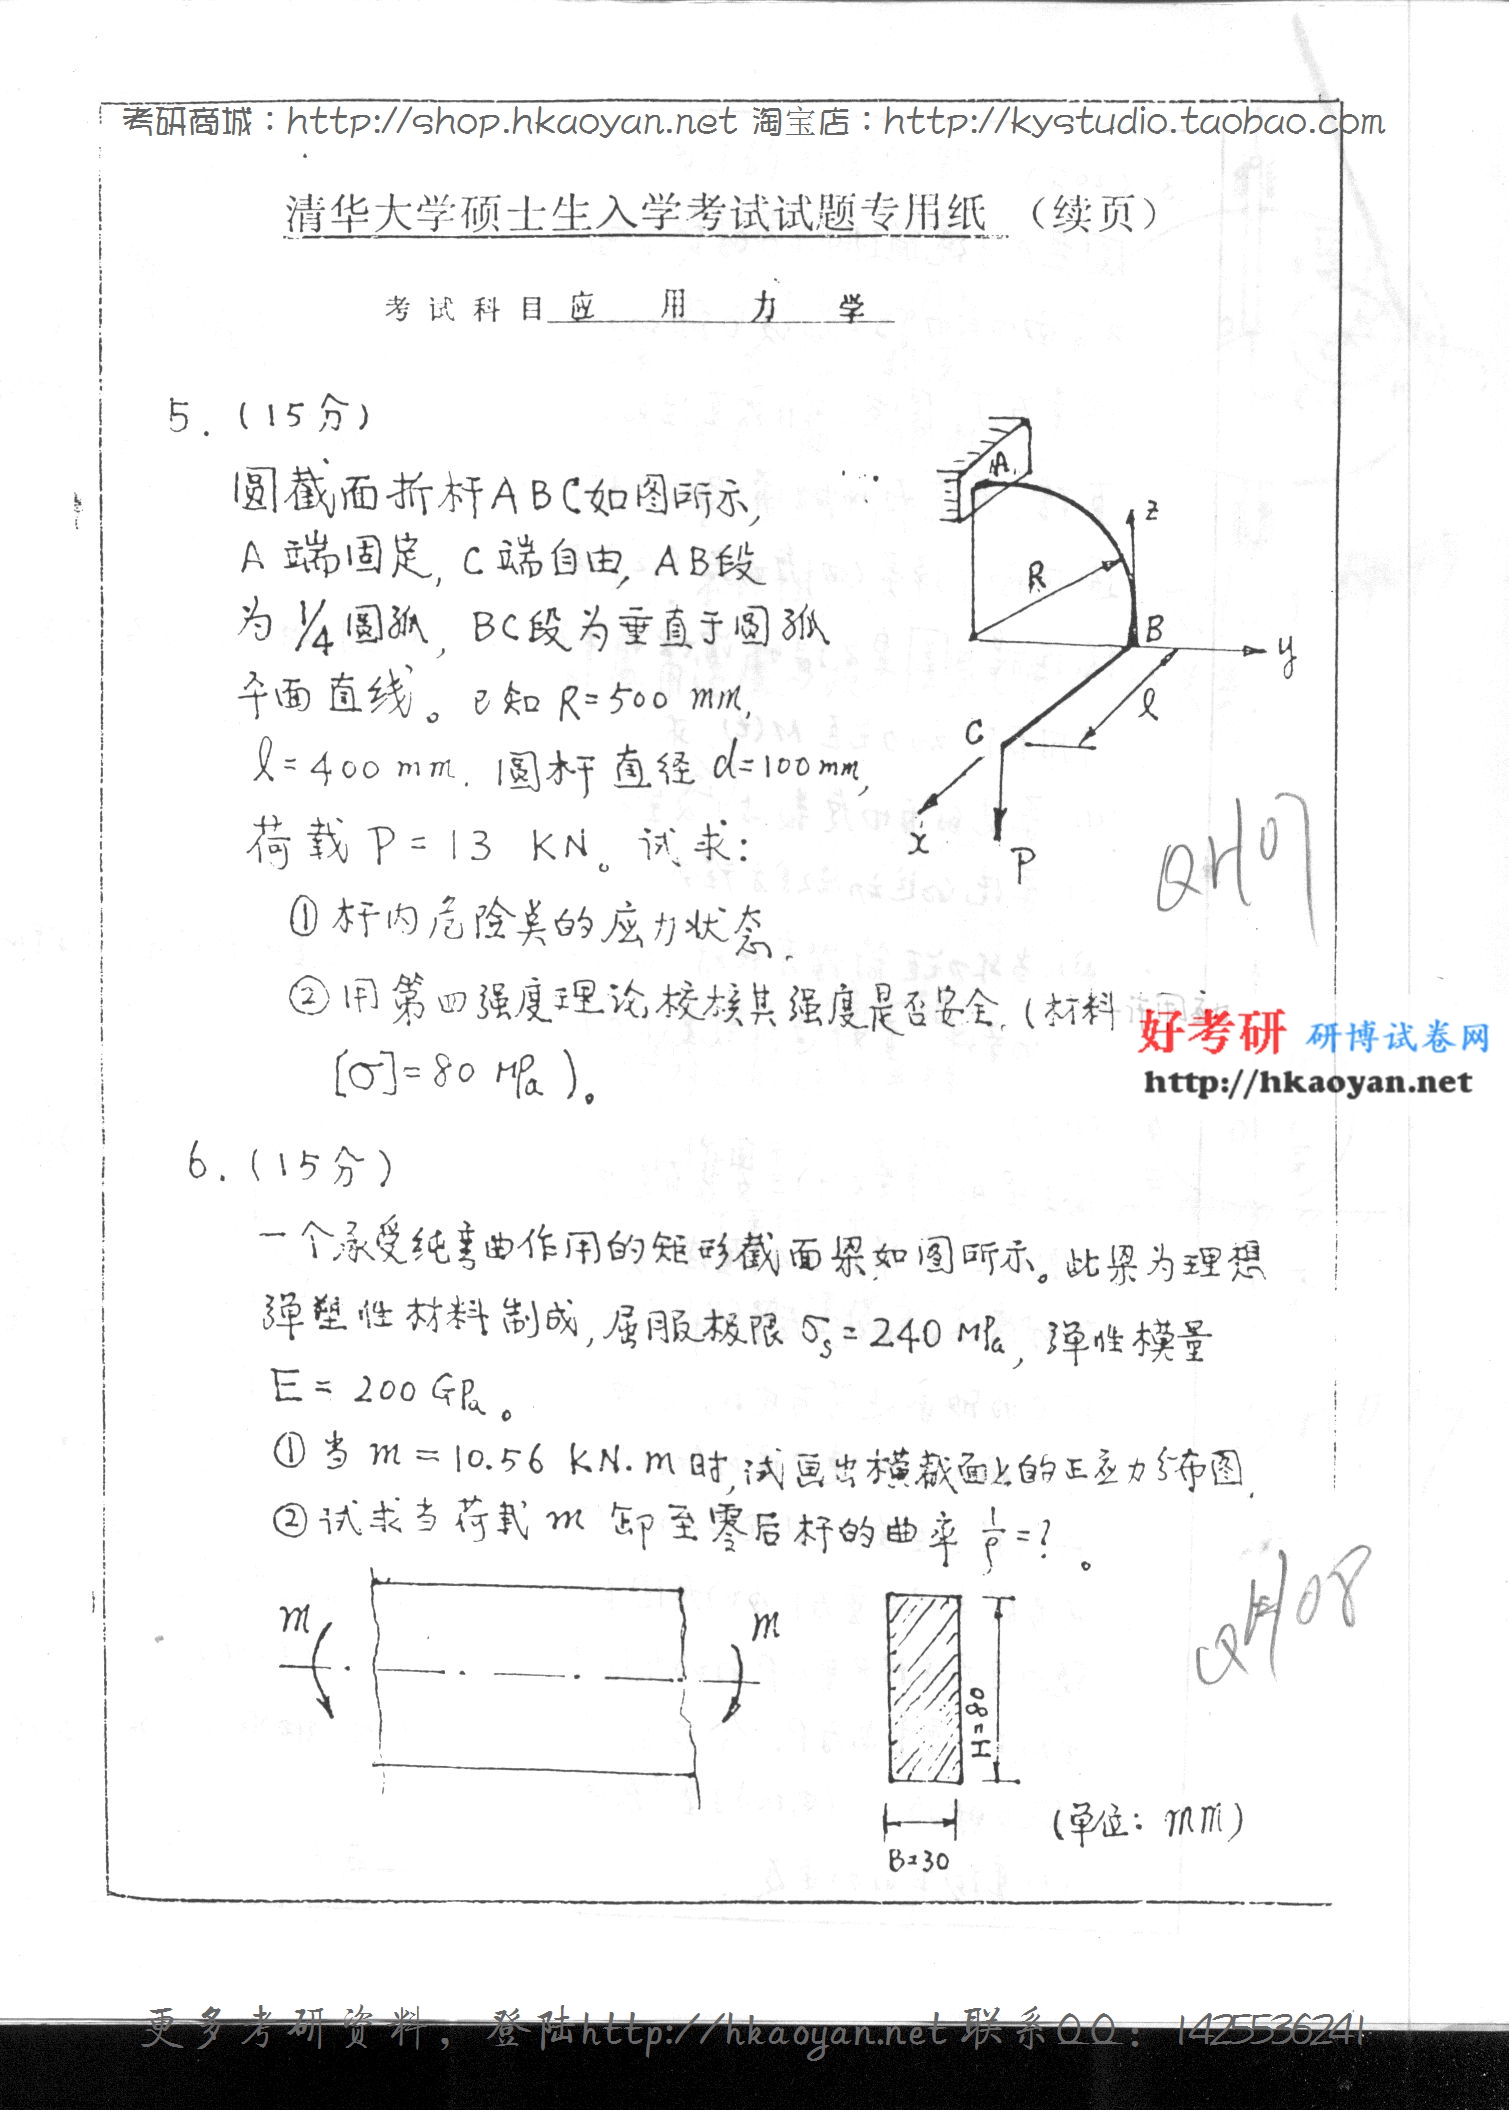 考研商城：http://shop.hkaoyan.net 淘宝店：http://kystudio.taobao.com
清华大学硕士生入学考试试题专用纸（续页）
考试科目 应用力学
5.（15分）
圆截面折杆ABC如图所示,
A端固定, C端自由, AB段
为1/4圆弧, BC段为垂直于圆弧
平面直线。已知R=500 mm,
l=400 mm. 圆杆直径d=100mm,
荷载P=13 KN。试求:
①杆内危险点的应力状态.
②用第四强度理论校核其强度是否安全.（材料
[σ]=80 MPa）。
A
z
R
B
y
l
C
x
P
QH07
好考研 研博试卷网
http://hkaoyan.net
6.（15分）
一个承受纯弯曲作用的矩形截面梁如图所示。此梁为理想
弹塑性材料制成, 屈服极限σs=240 MPa, 弹性模量
E=200 GPa。
①当m=10.56 KN.m时, 试画出横截面上的正应力分布图.
②试求当荷载m卸至零后杆的曲率1/ρ=?。
m
m
H=80
B=30
(单位: mm)
QH08
更多考研资料，登陆http://hkaoyan.net 联系QQ：1425536241